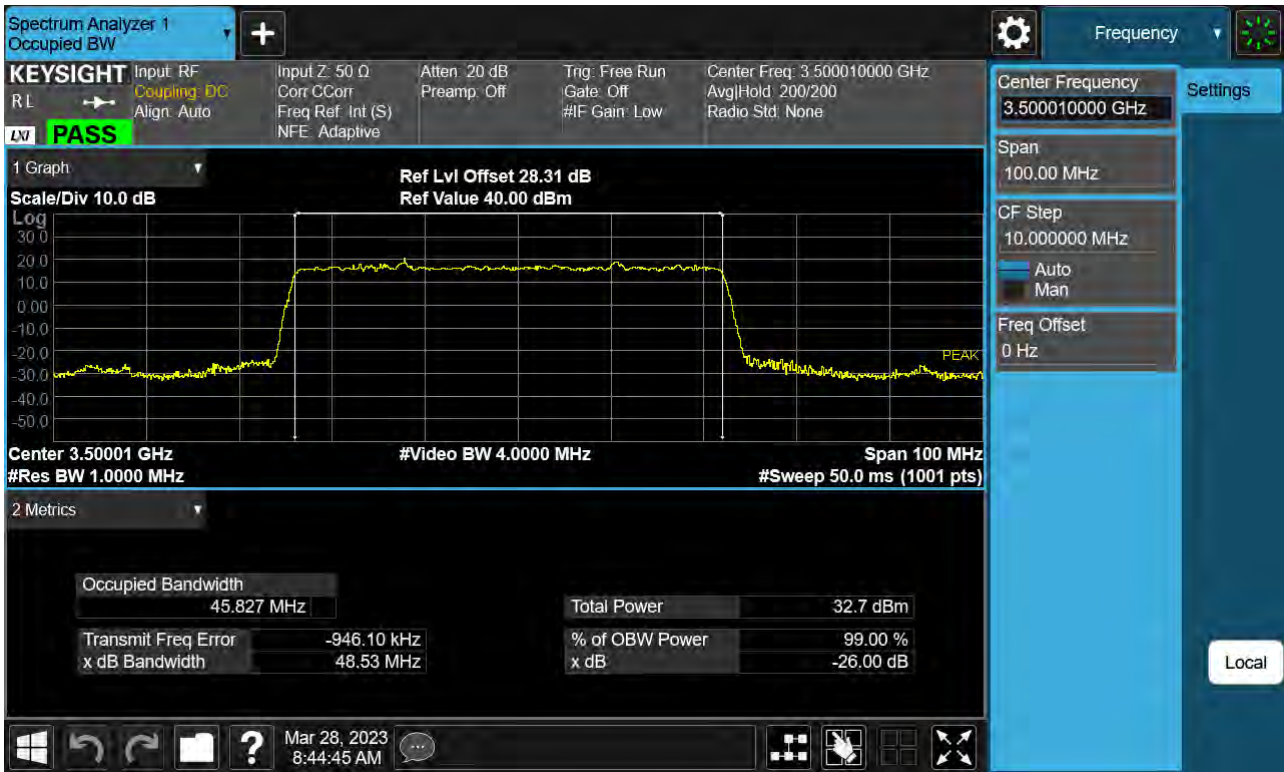 Spectrum Analyzer 1
Occupied BW
+
Frequency
KEYSIGHT
R L
LXI
PASS
Input: RF
Coupling: DC
Align: Auto
Input Z: 50 Ω
Corr CCorr
Freq Ref: Int (S)
NFE: Adaptive
Atten: 20 dB
Preamp: Off
Trig: Free Run
Gate: Off
#IF Gain: Low
Center Freq: 3.500010000 GHz
Avg|Hold: 200/200
Radio Std: None
Center Frequency
3.500010000 GHz
Settings
Span
100.00 MHz
CF Step
10.000000 MHz
Auto
Man
Freq Offset
0 Hz
Local
1 Graph
Scale/Div 10.0 dB
Ref Lvl Offset 28.31 dB
Ref Value 40.00 dBm
Log
30.0
20.0
10.0
0.00
-10.0
-20.0
-30.0
-40.0
-50.0
PEAK
Center 3.50001 GHz
#Video BW 4.0000 MHz
Span 100 MHz
#Res BW 1.0000 MHz
#Sweep 50.0 ms (1001 pts)
2 Metrics
Occupied Bandwidth
45.827 MHz
Total Power 32.7 dBm
Transmit Freq Error -946.10 kHz
% of OBW Power 99.00 %
x dB Bandwidth 48.53 MHz
x dB -26.00 dB
?
Mar 28, 2023
8:44:45 AM